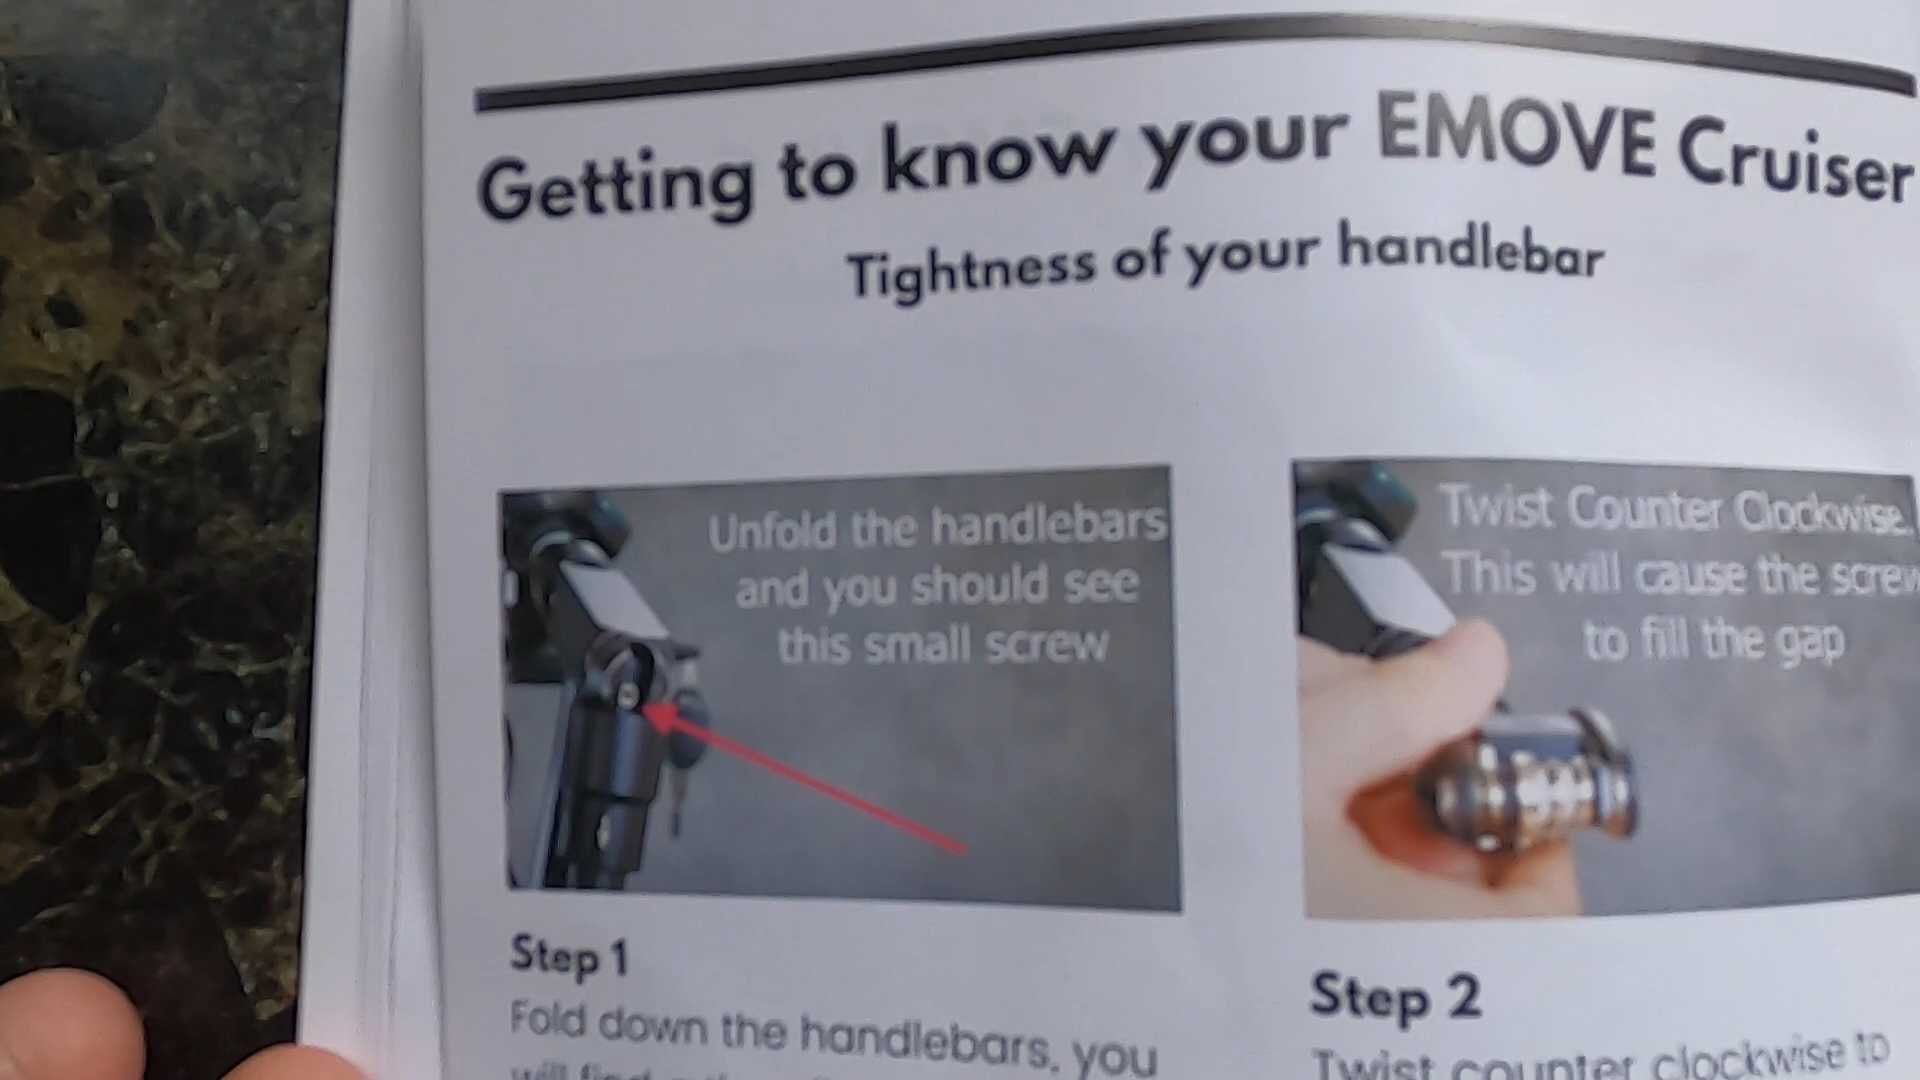 Getting to know your EMOVE Cruiser
Tightness of your handlebar
Unfold the handlebars
and you should see
this small screw
Twist Counter Clockwise.
This will cause the screw
to fill the gap
Step 1
Fold down the handlebars, you
will find
Step 2
Twist counter clockwise to